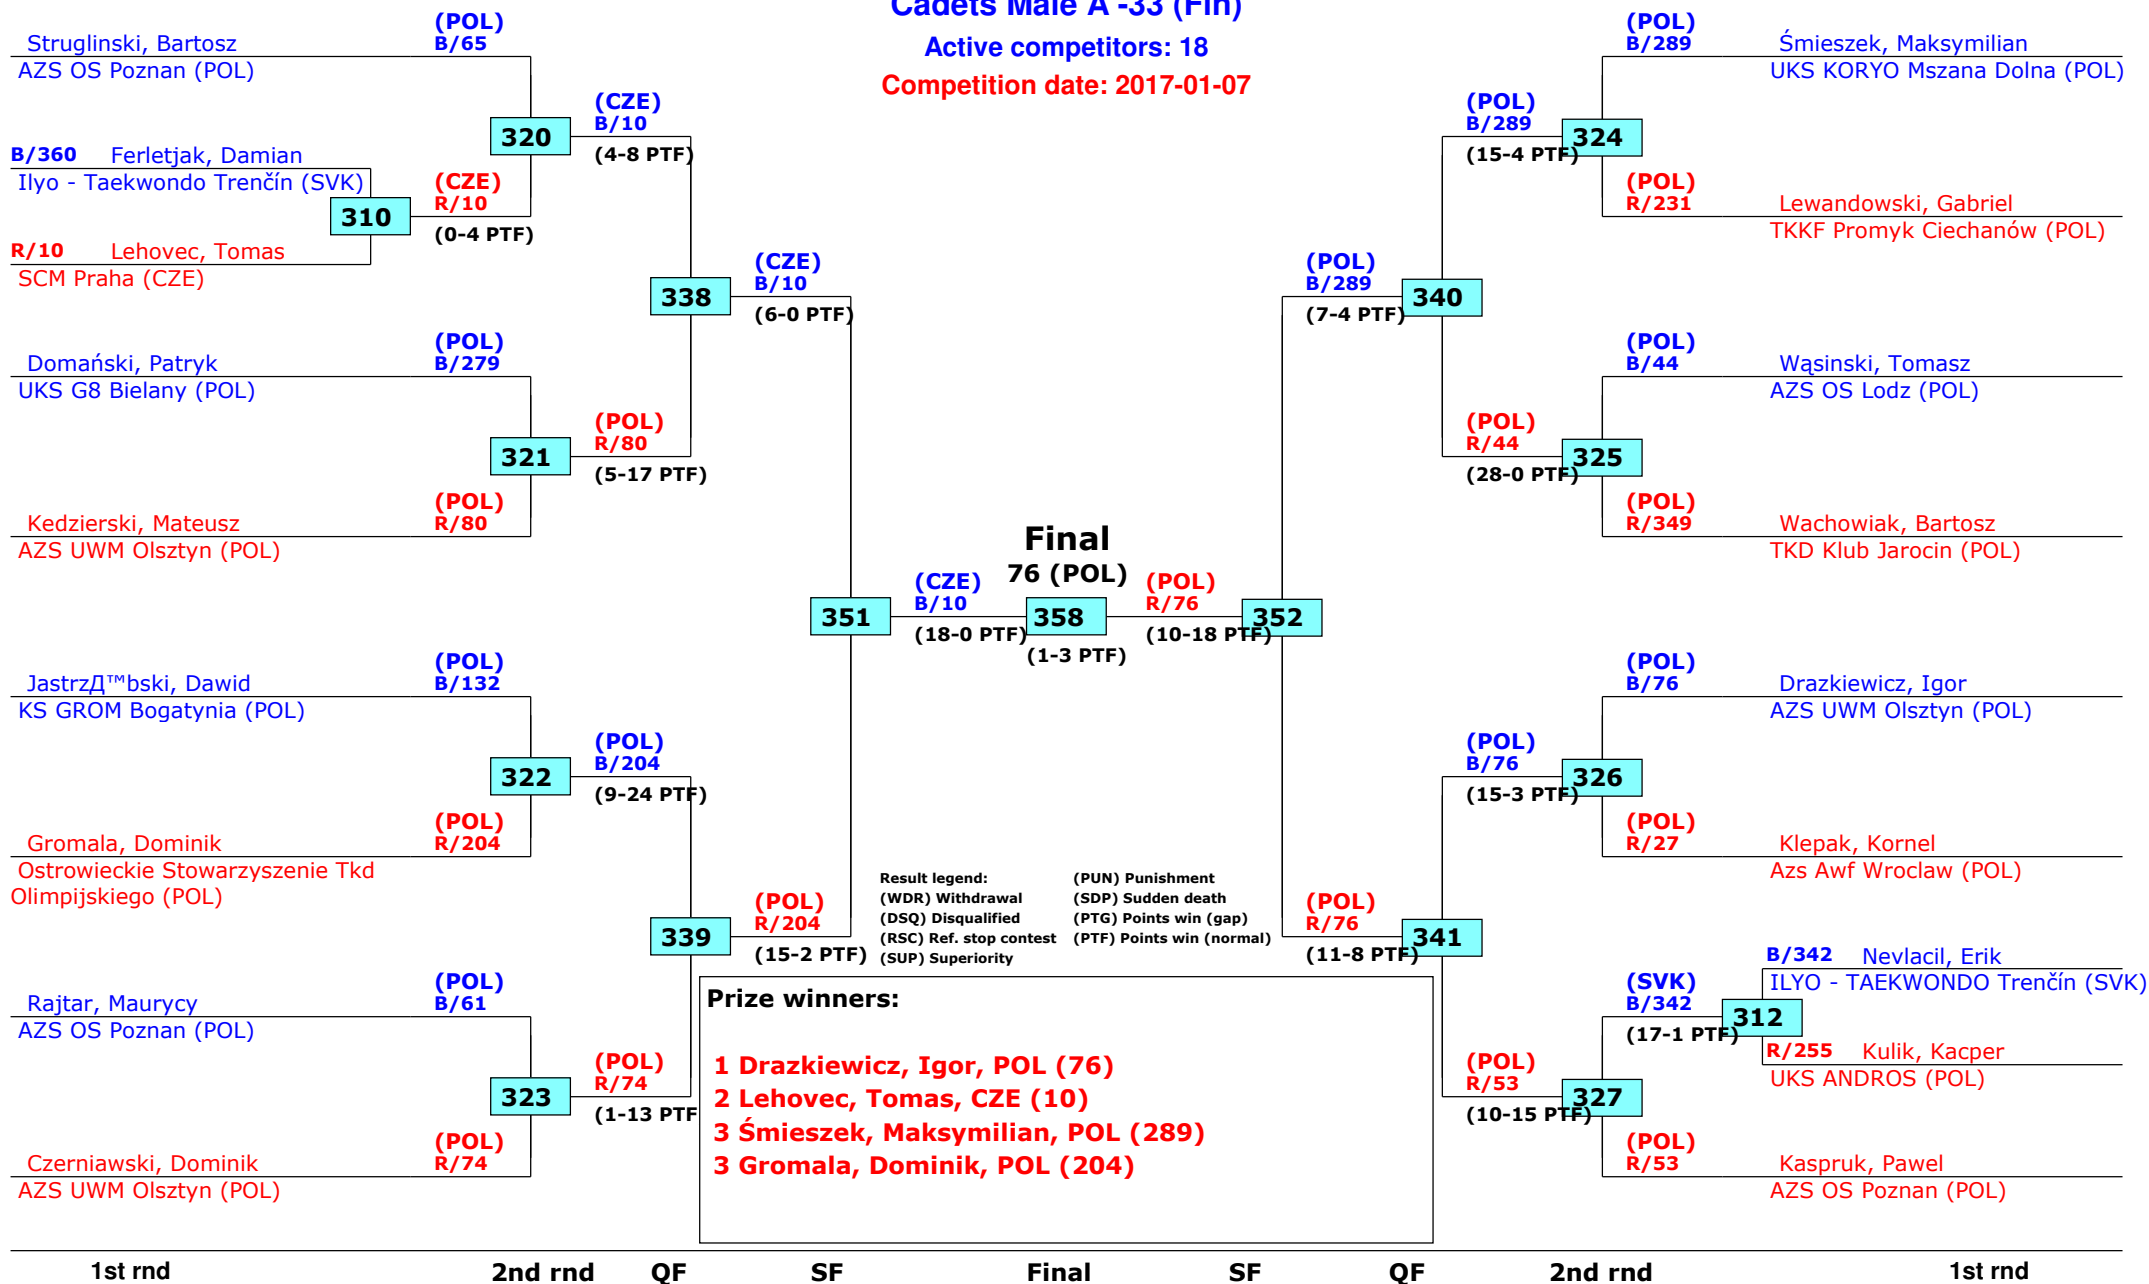 Cadets Male A -33 (Fin)
Active competitors: 18
Competition date: 2017-01-07
(POL)
Struglinski, Bartosz B/65
AZS OS Poznan (POL)
B/360 Ferletjak, Damian
Ilyo - Taekwondo Trenčín (SVK)
310
R/10 Lehovec, Tomas
SCM Praha (CZE)
(CZE)
R/10
(0-4 PTF)
320
(CZE)
B/10
(4-8 PTF)
(POL)
Domański, Patryk B/279
UKS G8 Bielany (POL)
321
(POL)
R/80
(5-17 PTF)
(POL)
Kedzierski, Mateusz R/80
AZS UWM Olsztyn (POL)
338
(CZE)
B/10
(6-0 PTF)
(POL)
JastrzД™bski, Dawid B/132
KS GROM Bogatynia (POL)
322
(POL)
B/204
(9-24 PTF)
(POL)
Gromala, Dominik R/204
Ostrowieckie Stowarzyszenie Tkd
Olimpijskiego (POL)
339
(POL)
R/204
(15-2 PTF)
(POL)
Rajtar, Maurycy B/61
AZS OS Poznan (POL)
323
(POL)
R/74
(1-13 PTF
(POL)
Czerniawski, Dominik R/74
AZS UWM Olsztyn (POL)
351
(CZE)
B/10
(18-0 PTF)
Final
76 (POL)
358
(1-3 PTF)
(POL)
R/76
(10-18 PTF)
352
(POL)
B/289 Śmieszek, Maksymilian
UKS KORYO Mszana Dolna (POL)
(POL)
B/289
(15-4 PTF)
324
(POL)
R/231 Lewandowski, Gabriel
TKKF Promyk Ciechanów (POL)
(POL)
B/289
(7-4 PTF)
340
(POL)
B/44 Wąsinski, Tomasz
AZS OS Lodz (POL)
(POL)
R/44
(28-0 PTF)
325
(POL)
R/349 Wachowiak, Bartosz
TKD Klub Jarocin (POL)
(POL)
B/76 Drazkiewicz, Igor
AZS UWM Olsztyn (POL)
(POL)
B/76
(15-3 PTF)
326
(POL)
R/27 Klepak, Kornel
Azs Awf Wroclaw (POL)
(POL)
R/76
(11-8 PTF)
341
B/342 Nevlacil, Erik
ILYO - TAEKWONDO Trenčín (SVK)
(SVK)
B/342
(17-1 PTF)
312
R/255 Kulik, Kacper
UKS ANDROS (POL)
(POL)
R/53
(10-15 PTF)
327
(POL)
R/53 Kaspruk, Pawel
AZS OS Poznan (POL)
Result legend: (PUN) Punishment
(WDR) Withdrawal (SDP) Sudden death
(DSQ) Disqualified (PTG) Points win (gap)
(RSC) Ref. stop contest (PTF) Points win (normal)
(SUP) Superiority
Prize winners:
1 Drazkiewicz, Igor, POL (76)
2 Lehovec, Tomas, CZE (10)
3 Śmieszek, Maksymilian, POL (289)
3 Gromala, Dominik, POL (204)
1st rnd 2nd rnd QF SF Final SF QF 2nd rnd 1st rnd